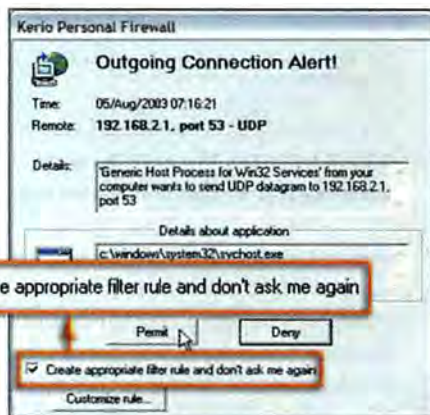 Kerio Personal Firewall
Outgoing Connection Alert!
Time: 05/Aug/2003 07:16:21
Remote: 192.168.2.1, port 53 - UDP
Details: 'Generic Host Process for Win32 Services' from your
computer wants to send UDP datagram to 192.168.2.1,
port 53
Details about application
c:\windows\system32\svchost.exe
e appropriate filter rule and don't ask me again
Permit Deny
Create appropriate filter rule and don't ask me again
Customize rule...